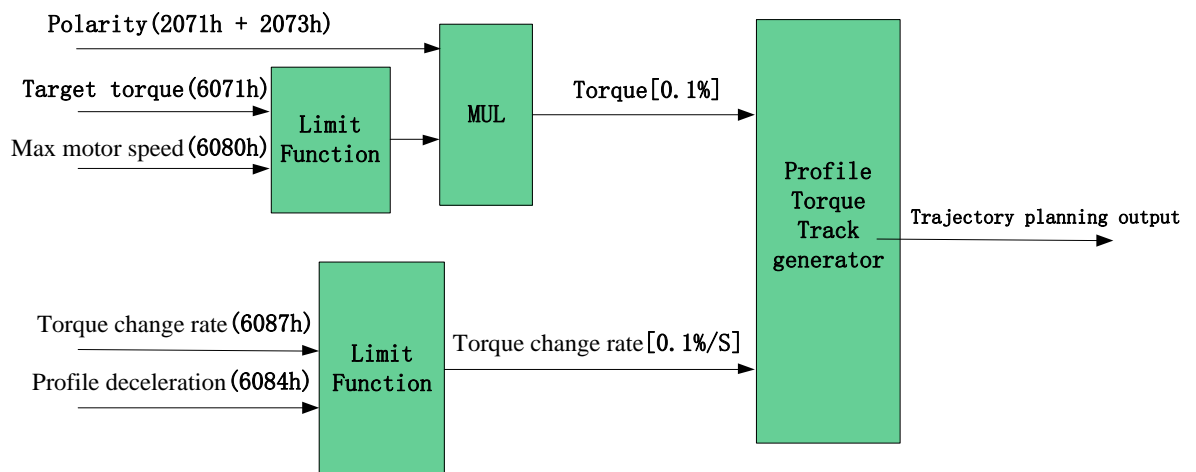 Polarity(2071h + 2073h)
Target torque(6071h)
Max motor speed(6080h)
Limit
Function
MUL
Torque[0.1%]
Profile
Torque
Track
generator
Trajectory planning output
Torque change rate(6087h)
Profile deceleration(6084h)
Limit
Function
Torque change rate[0.1%/S]